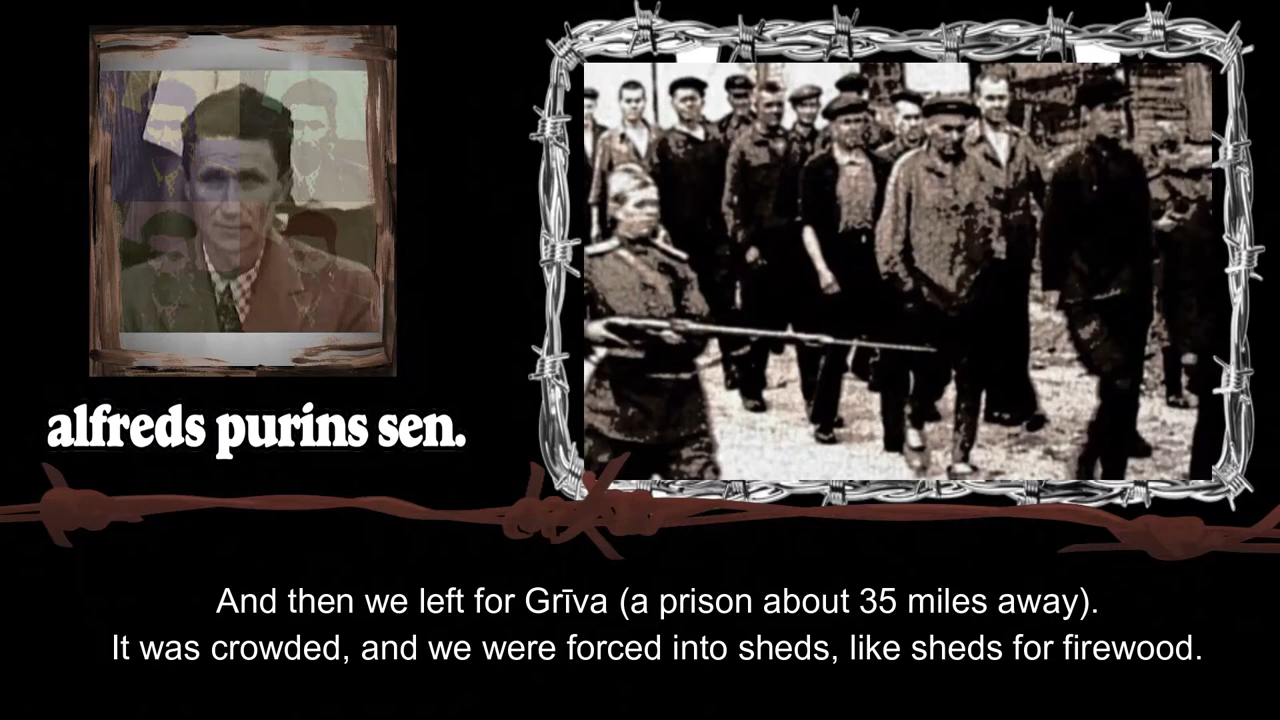 alfreds purins sen.
And then we left for Grīva (a prison about 35 miles away).
It was crowded, and we were forced into sheds, like sheds for firewood.